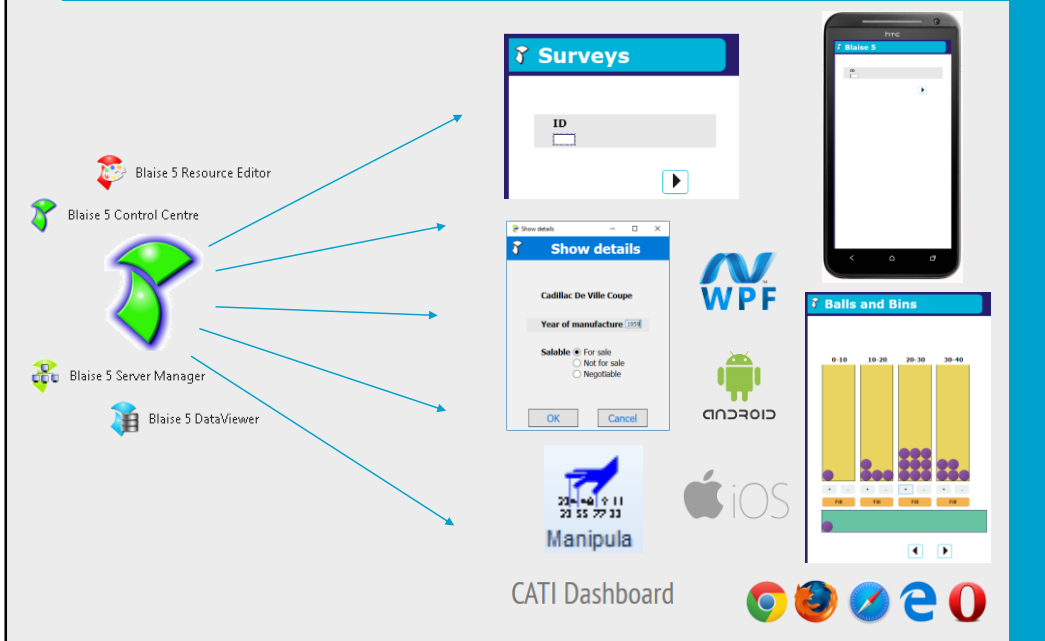 Blaise 5 Resource Editor
Blaise 5 Control Centre
Blaise 5 Server Manager
Blaise 5 DataViewer
Surveys
ID
Show details
Show details
Cadillac De Ville Coupe
Year of manufacture 1959
Salable For sale
Not for sale
Negotiable
OK Cancel
Manipula
CATI Dashboard
WPF
ANDROID
iOS
hTC
Blaise 5
ID
Balls and Bins
0-10 10-20 20-30 30-40
+ - + - + - + -
Fill Fill Fill Fill